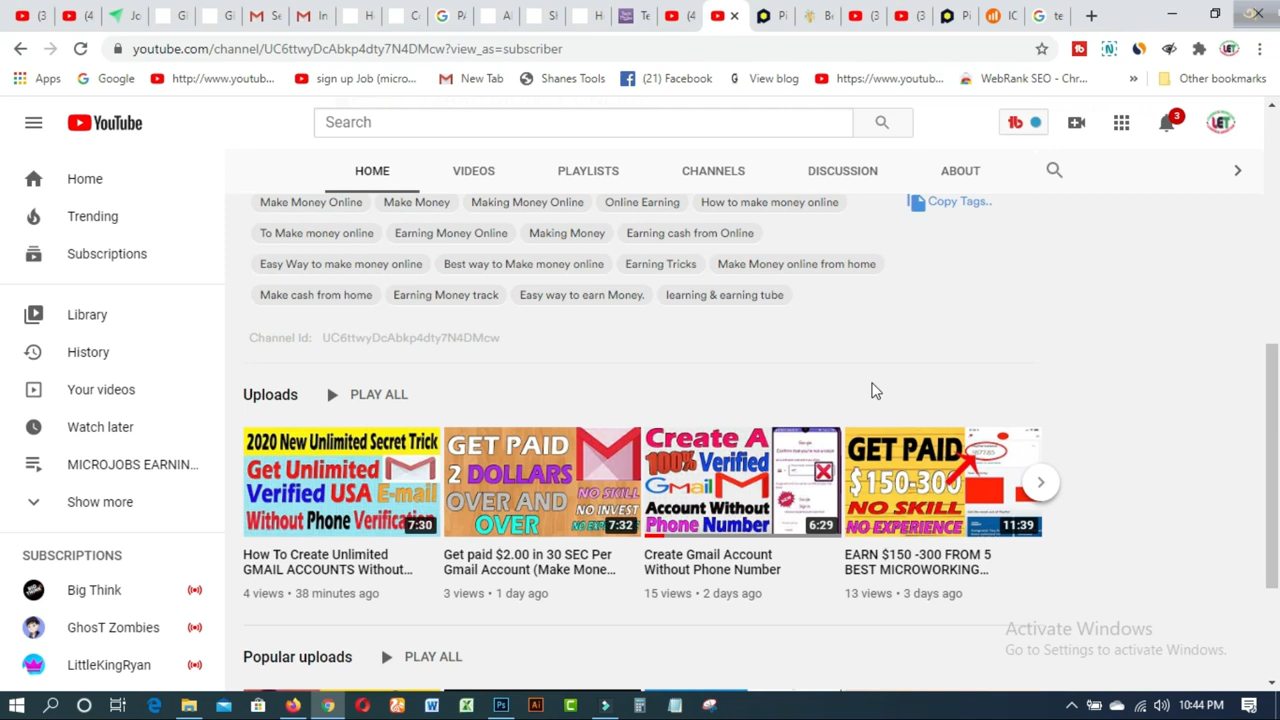 youtube.com/channel/UC6ttwyDcAbkp4dty7N4DMcw?view_as=subscriber
Apps Google http://www.youtub... sign up Job (micro... New Tab Shanes Tools (21) Facebook View blog https://www.youtub... WebRank SEO - Chr... » Other bookmarks
YouTube Search 3 LET
HOME VIDEOS PLAYLISTS CHANNELS DISCUSSION ABOUT
Home
Trending
Subscriptions
Library
History
Your videos
Watch later
MICROJOBS EARNIN...
Show more
SUBSCRIPTIONS
Big Think
GhosT Zombies
LittleKingRyan
Make Money Online Make Money Making Money Online Online Earning How to make money online Copy Tags..
To Make money online Earning Money Online Making Money Earning cash from Online
Easy Way to make money online Best way to Make money online Earning Tricks Make Money online from home
Make cash from home Earning Money track Easy way to earn Money. learning & earning tube
Channel Id: UC6ttwyDcAbkp4dty7N4DMcw
Uploads PLAY ALL
2020 New Unlimited Secret Trick
Get Unlimited
Verified USA E-mail
Without Phone Verification
7:30
GET PAID
2 DOLLARS
OVER AND
OVER
NO SKILL
NO INVEST
7:32
Create A
100% Verified
Gmail
Account Without
Phone Number
6:29
GET PAID
$150-300
NO SKILL
NO EXPERIENCE
11:39
How To Create Unlimited
GMAIL ACCOUNTS Without...
4 views • 38 minutes ago
Get paid $2.00 in 30 SEC Per
Gmail Account (Make Mone...
3 views • 1 day ago
Create Gmail Account
Without Phone Number
15 views • 2 days ago
EARN $150 -300 FROM 5
BEST MICROWORKING...
13 views • 3 days ago
Popular uploads PLAY ALL
Activate Windows
Go to Settings to activate Windows.
10:44 PM